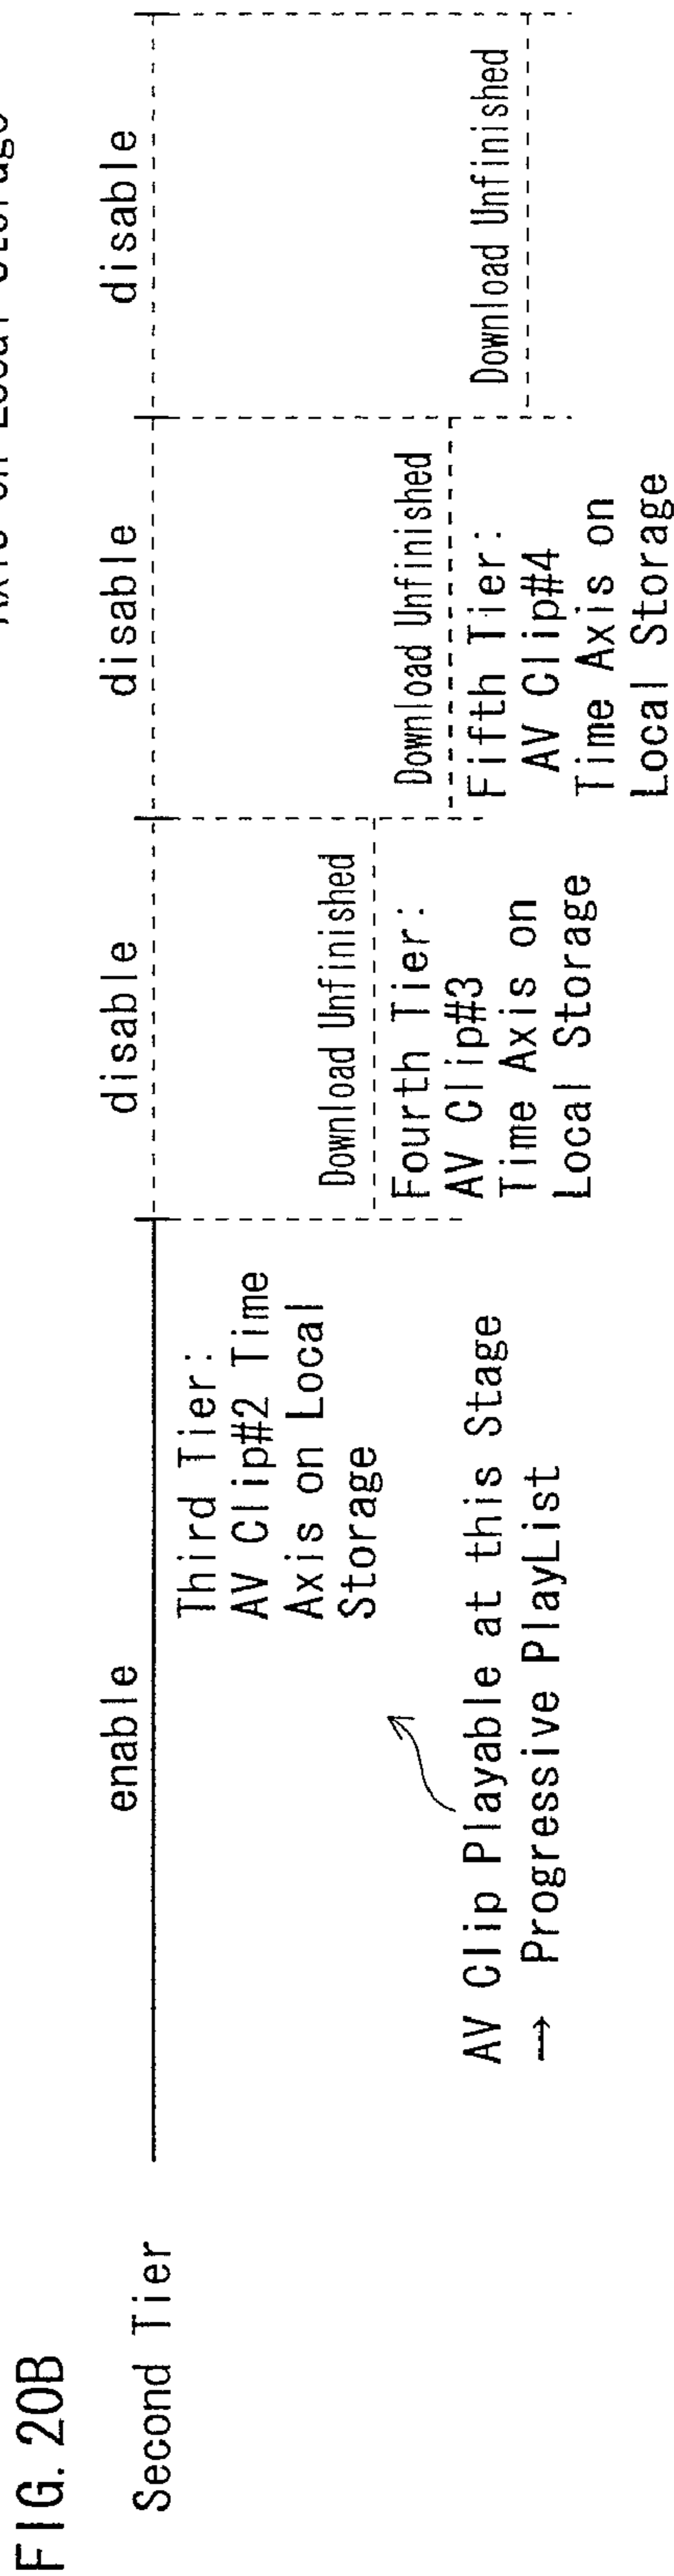 FIG. 20B
Second Tier
enable
disable
disable
disable
Third Tier:
AV Clip#2 Time
Axis on Local
Storage
AV Clip Playable at this Stage
→ Progressive PlayList
Download Unfinished
Fourth Tier:
AV Clip#3
Time Axis on
Local Storage
Download Unfinished
Fifth Tier:
AV Clip#4
Time Axis on
Local Storage
Download Unfinished